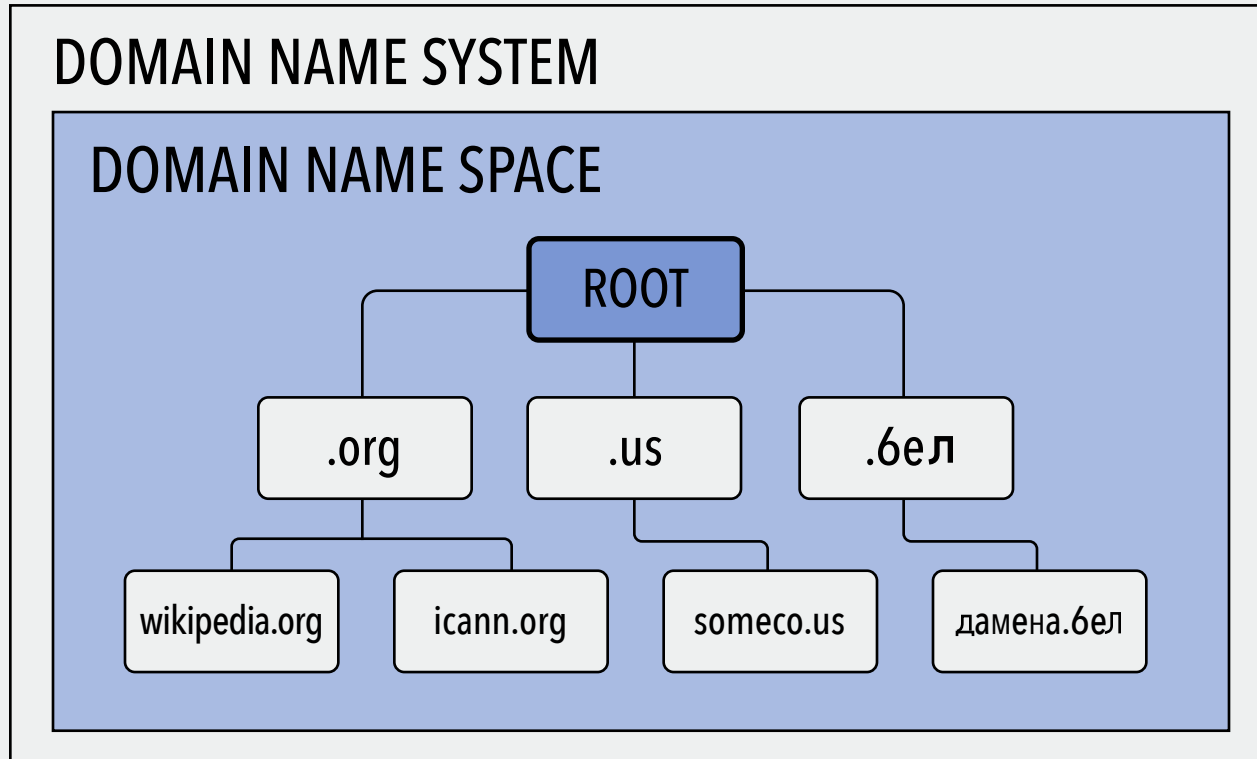 DOMAIN NAME SYSTEM
DOMAIN NAME SPACE
ROOT
.org
.us
.бел
wikipedia.org
icann.org
someco.us
дамена.бел